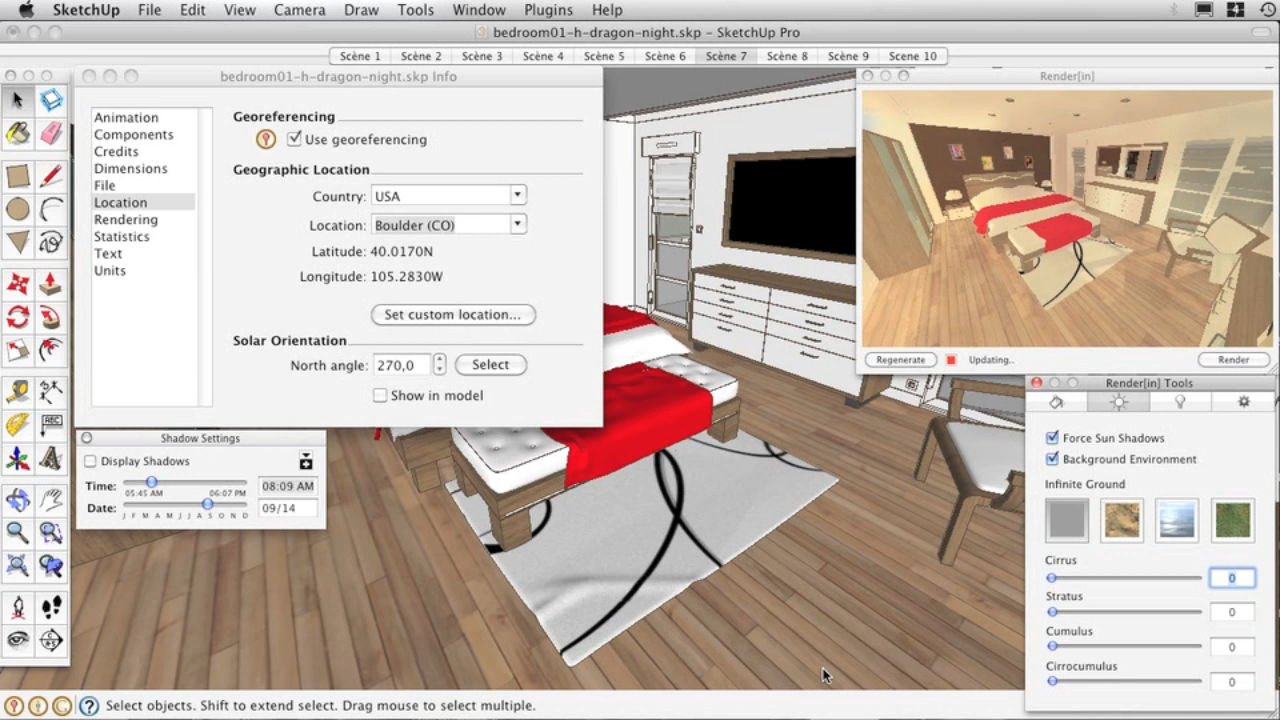 SketchUp File Edit View Camera Draw Tools Window Plugins Help
bedroom01-h-dragon-night.skp - SketchUp Pro
Scène 1 Scène 2 Scène 3 Scène 4 Scène 5 Scène 6 Scène 7 Scène 8 Scène 9 Scene 10
bedroom01-h-dragon-night.skp Info
Animation
Components
Credits
Dimensions
File
Location
Rendering
Statistics
Text
Units
Georeferencing
Use georeferencing
Geographic Location
Country: USA
Location: Boulder (CO)
Latitude: 40.0170N
Longitude: 105.2830W
Set custom location...
Solar Orientation
North angle: 270,0 Select
Show in model
Shadow Settings
Display Shadows
Time: 08:09 AM
05:45 AM 06:07 PM
Date: 09/14
J F M A M J J A S O N D
Render[in]
Regenerate Updating.. Render
Render[in] Tools
Force Sun Shadows
Background Environment
Infinite Ground
Cirrus
0
Stratus
0
Cumulus
0
Cirrocumulus
0
ABC
Select objects. Shift to extend select. Drag mouse to select multiple.